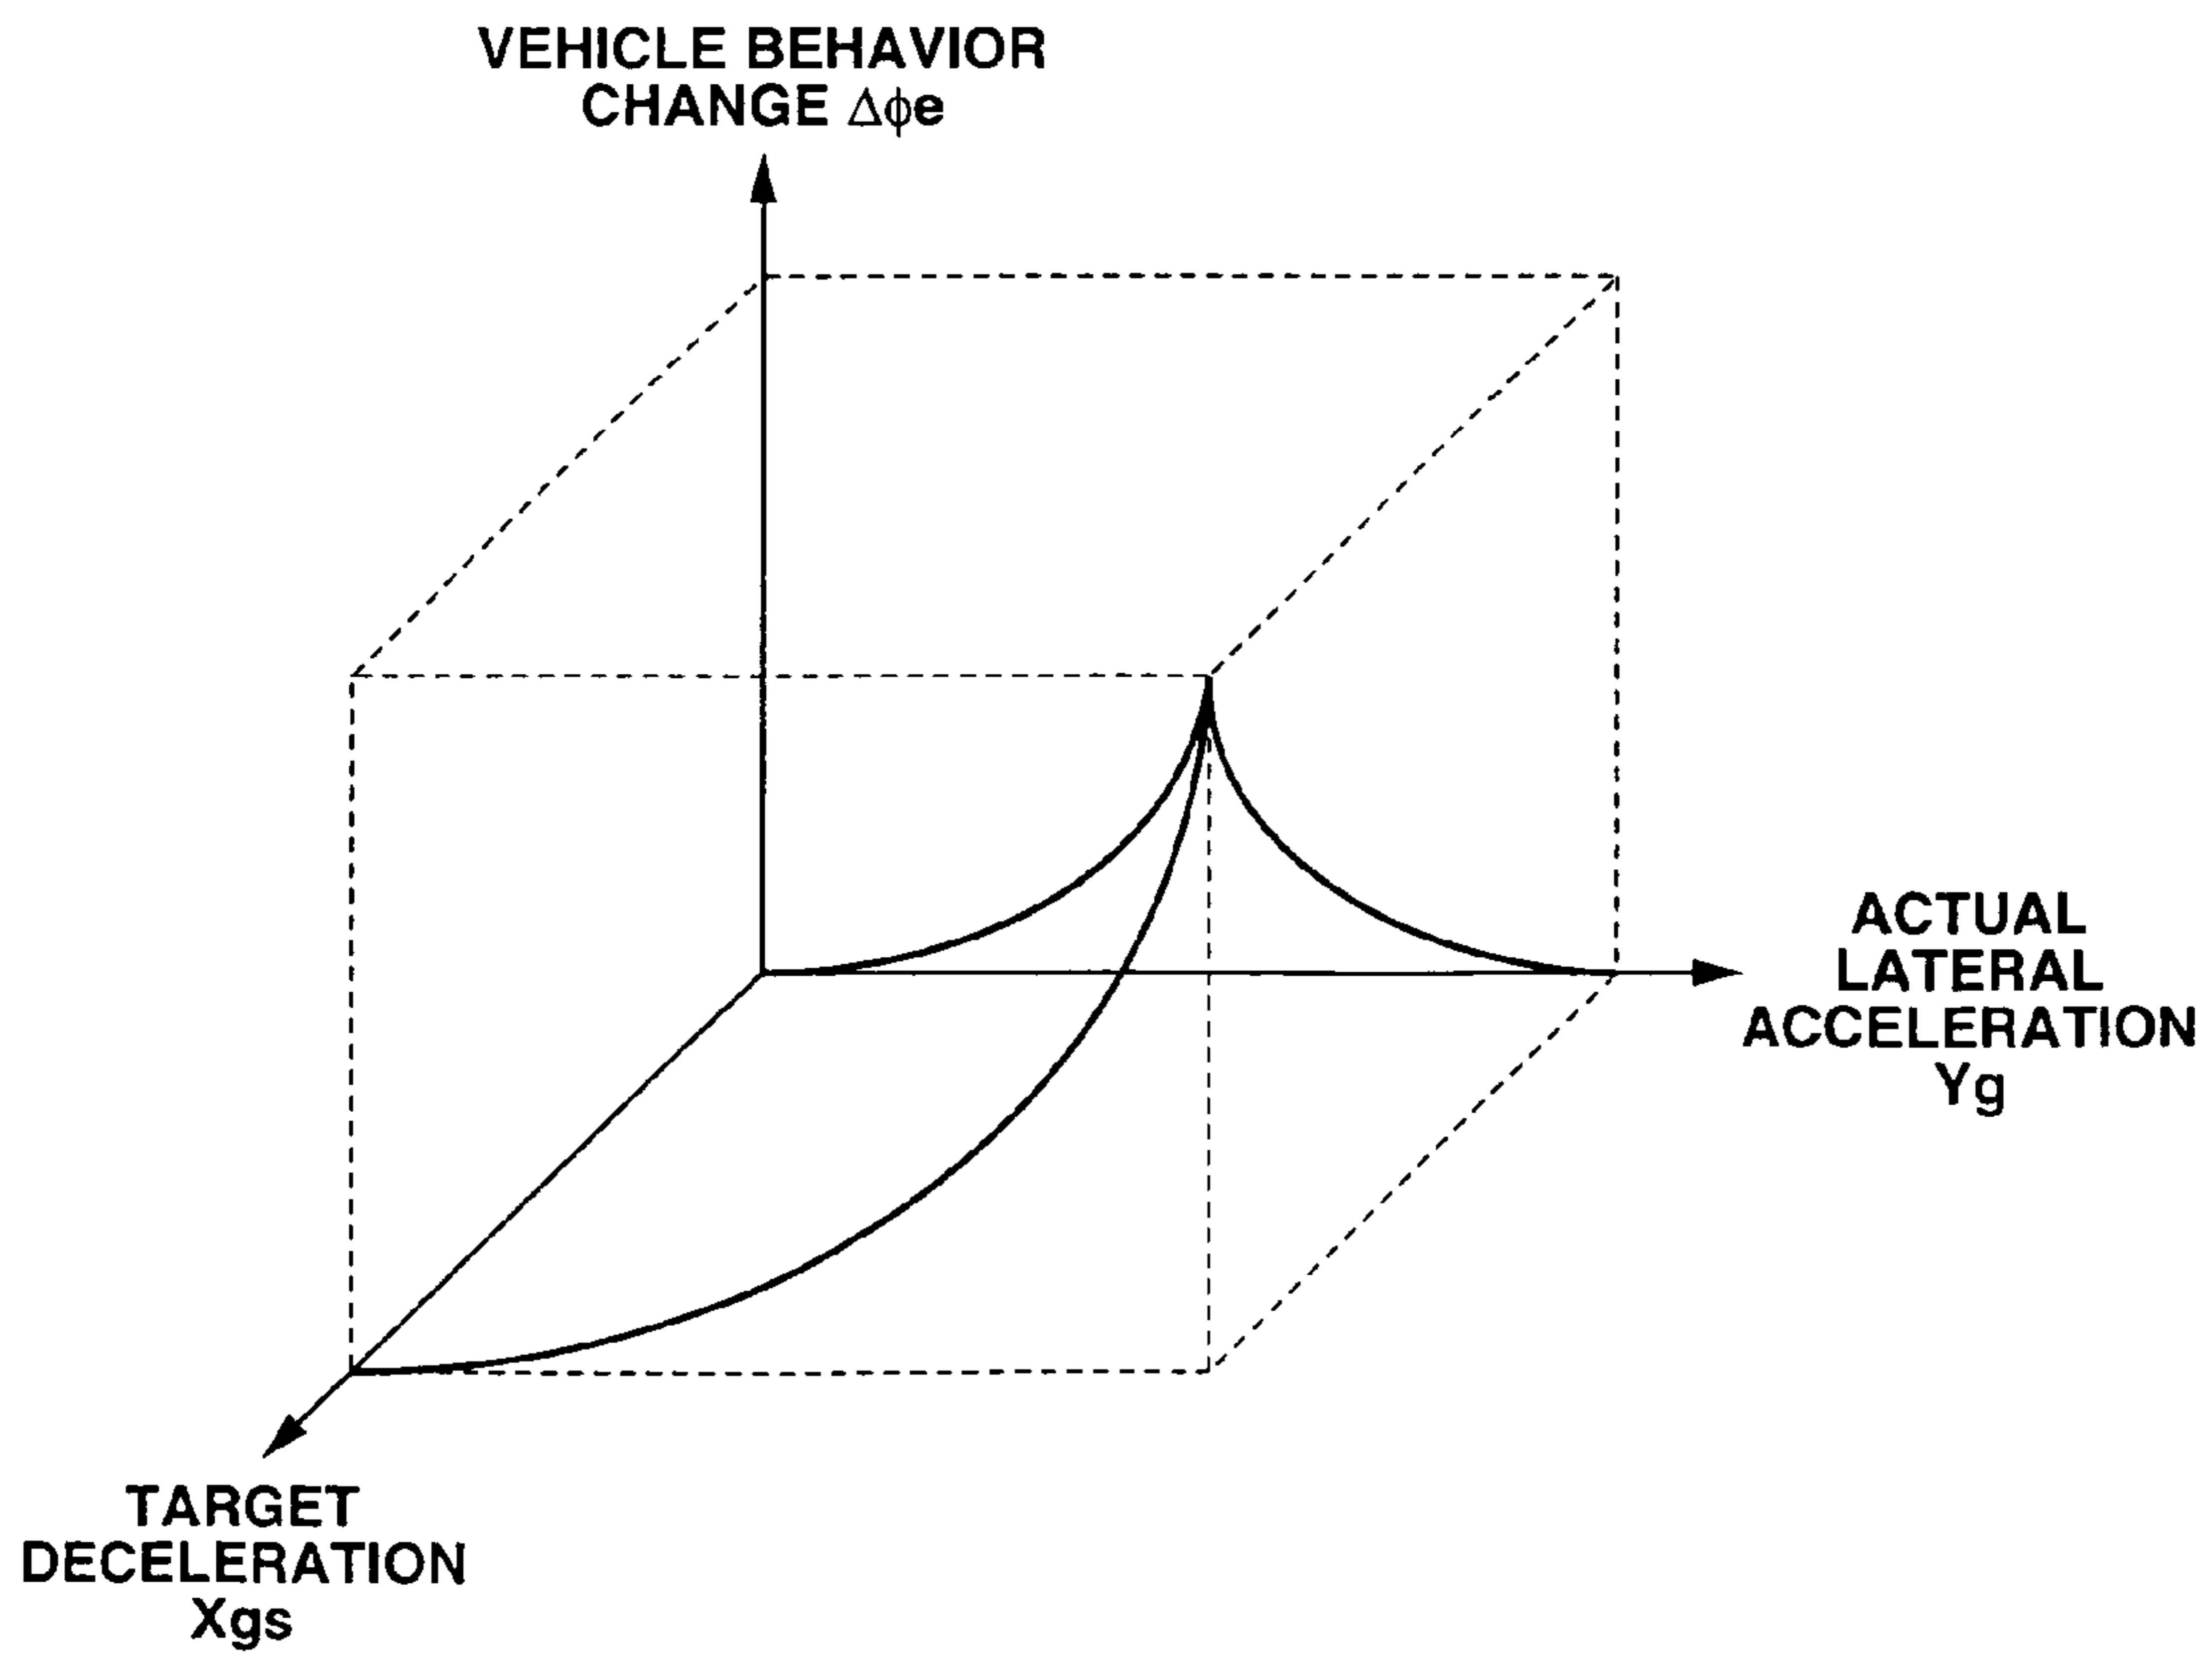 VEHICLE BEHAVIOR
CHANGE Δϕe
ACTUAL
LATERAL
ACCELERATION
Yg
TARGET
DECELERATION
Xgs